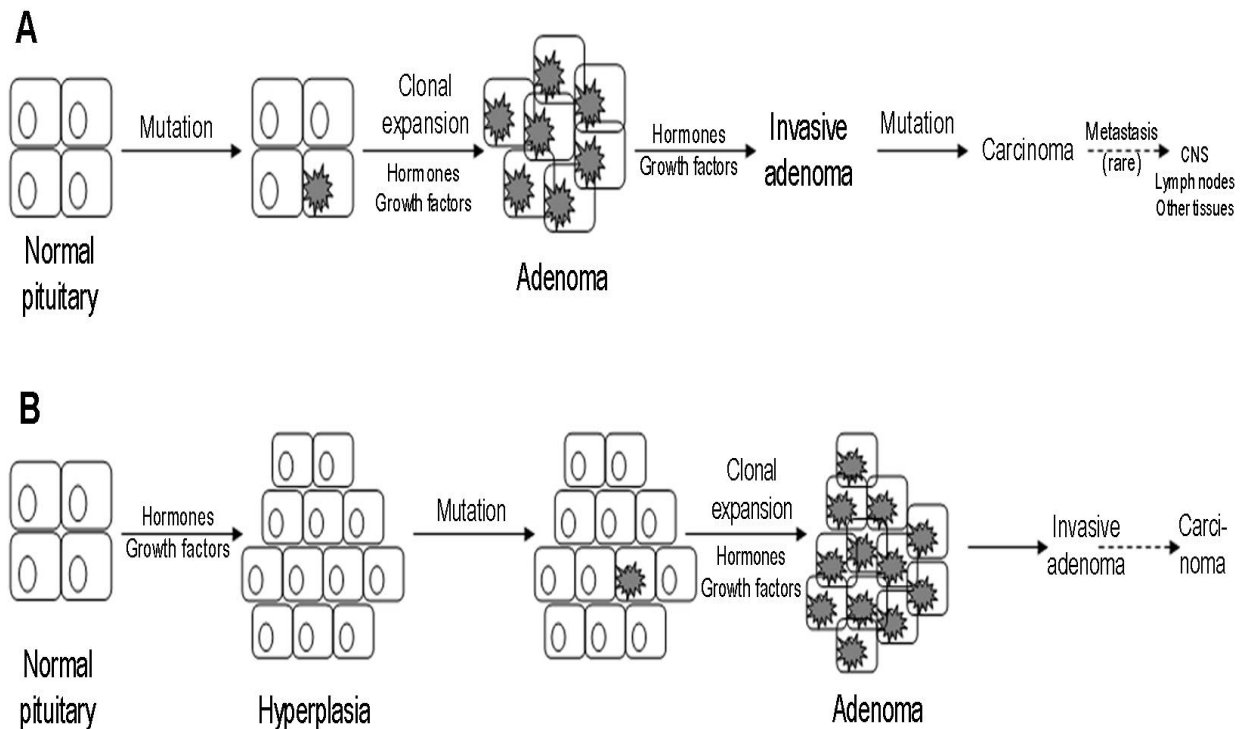 A
Normal
pituitary
Mutation
Clonal
expansion
Hormones
Growth factors
Adenoma
Hormones
Growth factors
Invasive
adenoma
Mutation
Carcinoma
Metastasis
(rare)
CNS
Lymph nodes
Other tissues
B
Normal
pituitary
Hormones
Growth factors
Hyperplasia
Mutation
Clonal
expansion
Hormones
Growth factors
Adenoma
Invasive
adenoma
Carci-
noma